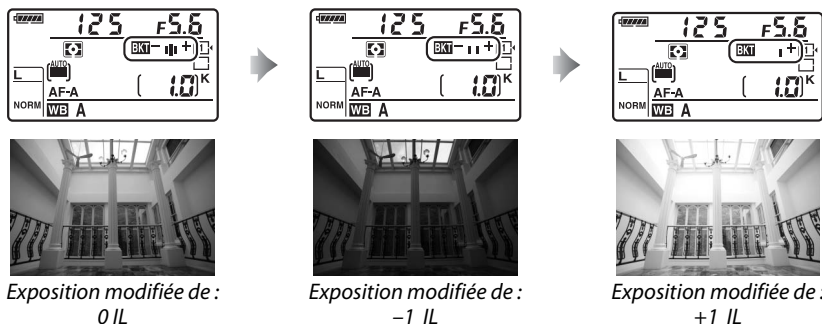 125 F5.6
BKT – +
AUTO
L
AF-A
( 1.0) K
NORM WB A
125 F5.6
BKT – +
AUTO
L
AF-A
( 1.0) K
NORM WB A
125 F5.6
BKT +
AUTO
L
AF-A
( 1.0) K
NORM WB A
Exposition modifiée de :
0 IL
Exposition modifiée de :
–1 IL
Exposition modifiée de :
+1 IL